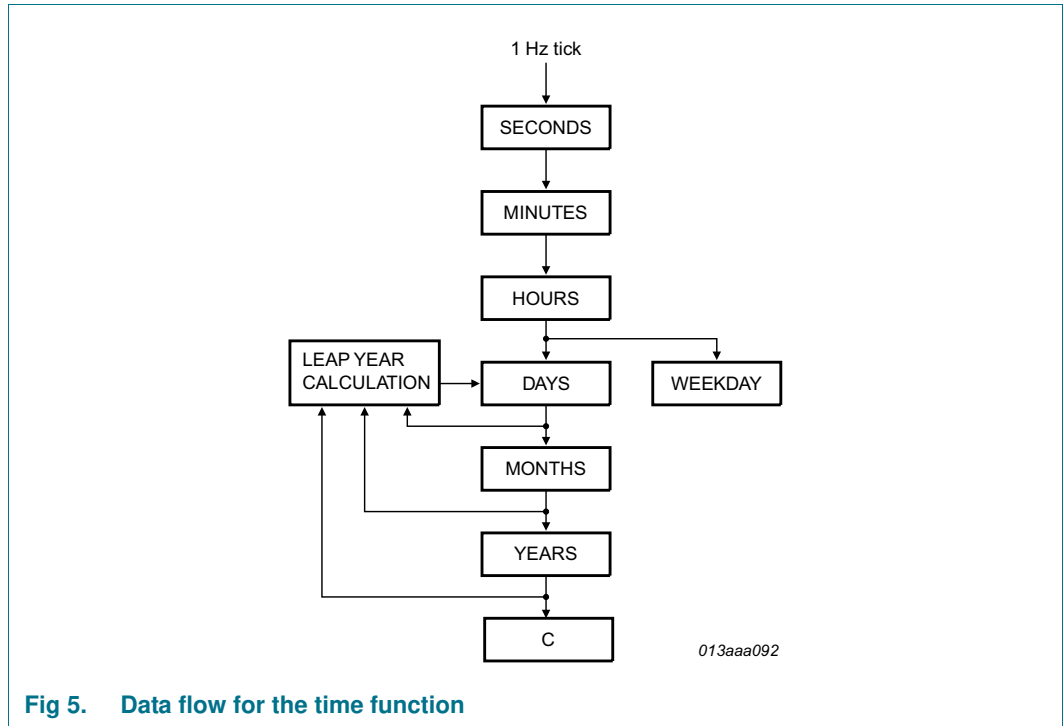 1 Hz tick
SECONDS
MINUTES
HOURS
LEAP YEAR
CALCULATION
DAYS
WEEKDAY
MONTHS
YEARS
C
013aaa092
Fig 5. Data flow for the time function